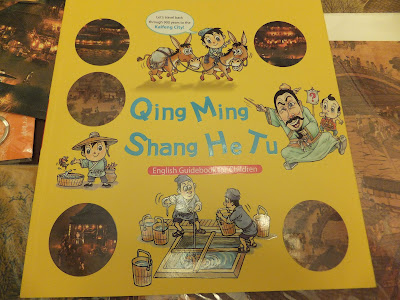 Let's travel back
through 900 years to the
Kaifeng City!
Qing Ming
Shang He Tu
English Guidebook for Children